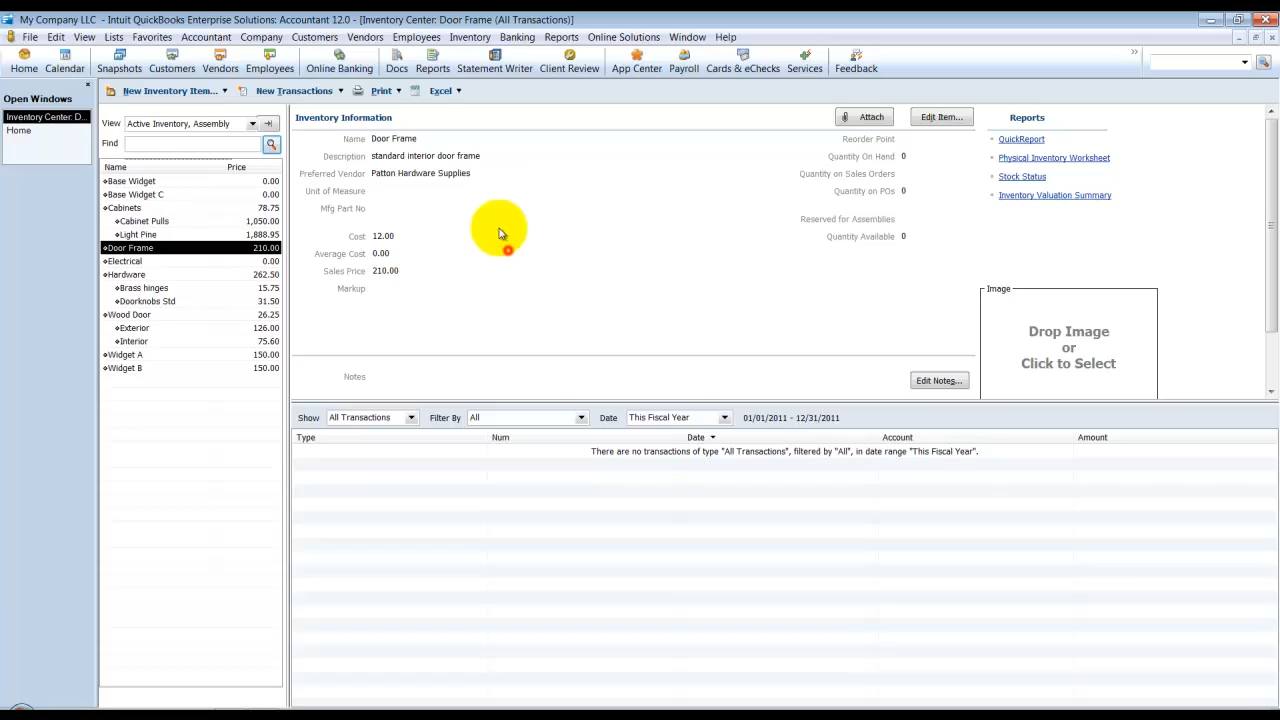 My Company LLC - Intuit QuickBooks Enterprise Solutions: Accountant 12.0 - [Inventory Center: Door Frame (All Transactions)]
File Edit View Lists Favorites Accountant Company Customers Vendors Employees Inventory Banking Reports Online Solutions Window Help
Home Calendar Snapshots Customers Vendors Employees Online Banking Docs Reports Statement Writer Client Review App Center Payroll Cards & eChecks Services Feedback
Open Windows
Inventory Center: D...
Home
New Inventory Item... New Transactions Print Excel
View Active Inventory, Assembly
Find
Name Price
Base Widget 0.00
Base Widget C 0.00
Cabinets 78.75
Cabinet Pulls 1,050.00
Light Pine 1,888.95
Door Frame 210.00
Electrical 0.00
Hardware 262.50
Brass hinges 15.75
Doorknobs Std 31.50
Wood Door 26.25
Exterior 126.00
Interior 75.60
Widget A 150.00
Widget B 150.00
Inventory Information
Attach Edit Item...
Name Door Frame
Description standard interior door frame
Preferred Vendor Patton Hardware Supplies
Unit of Measure
Mfg Part No
Cost 12.00
Average Cost 0.00
Sales Price 210.00
Markup
Reorder Point
Quantity On Hand 0
Quantity on Sales Orders
Quantity on POs 0
Reserved for Assemblies
Quantity Available 0
Reports
QuickReport
Physical Inventory Worksheet
Stock Status
Inventory Valuation Summary
Image
Drop Image
or
Click to Select
Notes Edit Notes...
Show All Transactions Filter By All Date This Fiscal Year 01/01/2011 - 12/31/2011
Type Num Date Account Amount
There are no transactions of type "All Transactions", filtered by "All", in date range "This Fiscal Year".